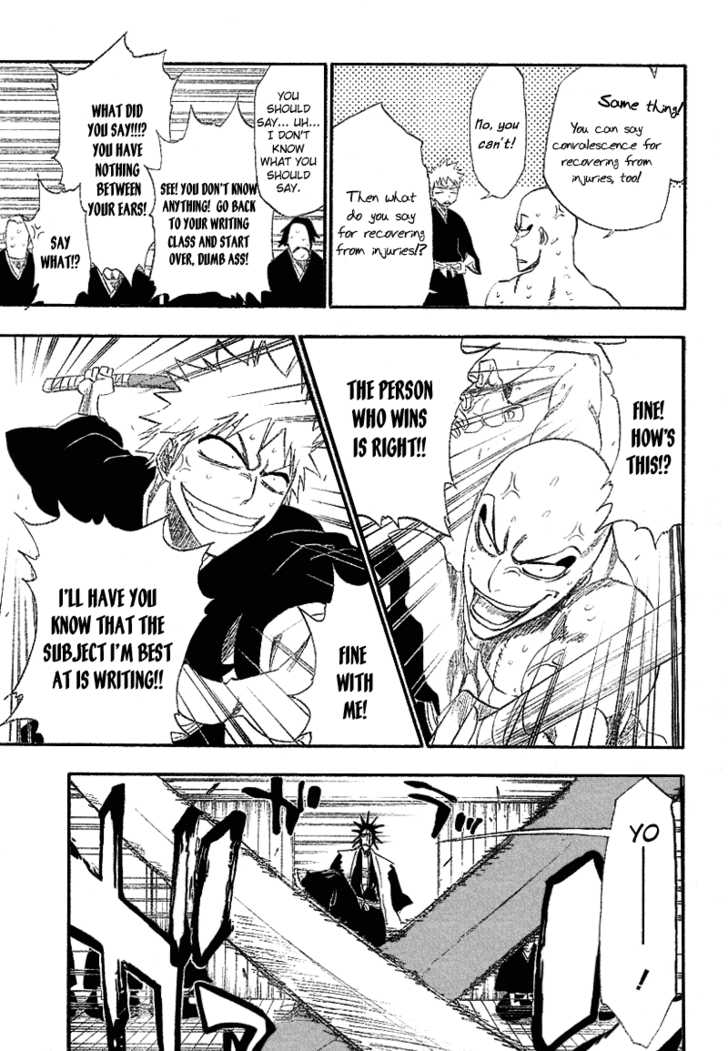 Same thing!
You can say
convalescence for
recovering from
injuries, too!
No, you
can't!
Then what
do you say
for recovering
from injuries!?
YOU
SHOULD
SAY... UH...
I DON'T
KNOW
WHAT YOU
SHOULD
SAY.
SEE! YOU DON'T KNOW
ANYTHING! GO BACK
TO YOUR WRITING
CLASS AND START
OVER, DUMB ASS!
WHAT DID
YOU SAY!!!?
YOU HAVE
NOTHING
BETWEEN
YOUR EARS!
SAY
WHAT!?
FINE!
HOW'S
THIS!?
THE PERSON
WHO WINS
IS RIGHT!!
FINE
WITH
ME!
I'LL HAVE YOU
KNOW THAT THE
SUBJECT I'M BEST
AT IS WRITING!!
YO
—
!